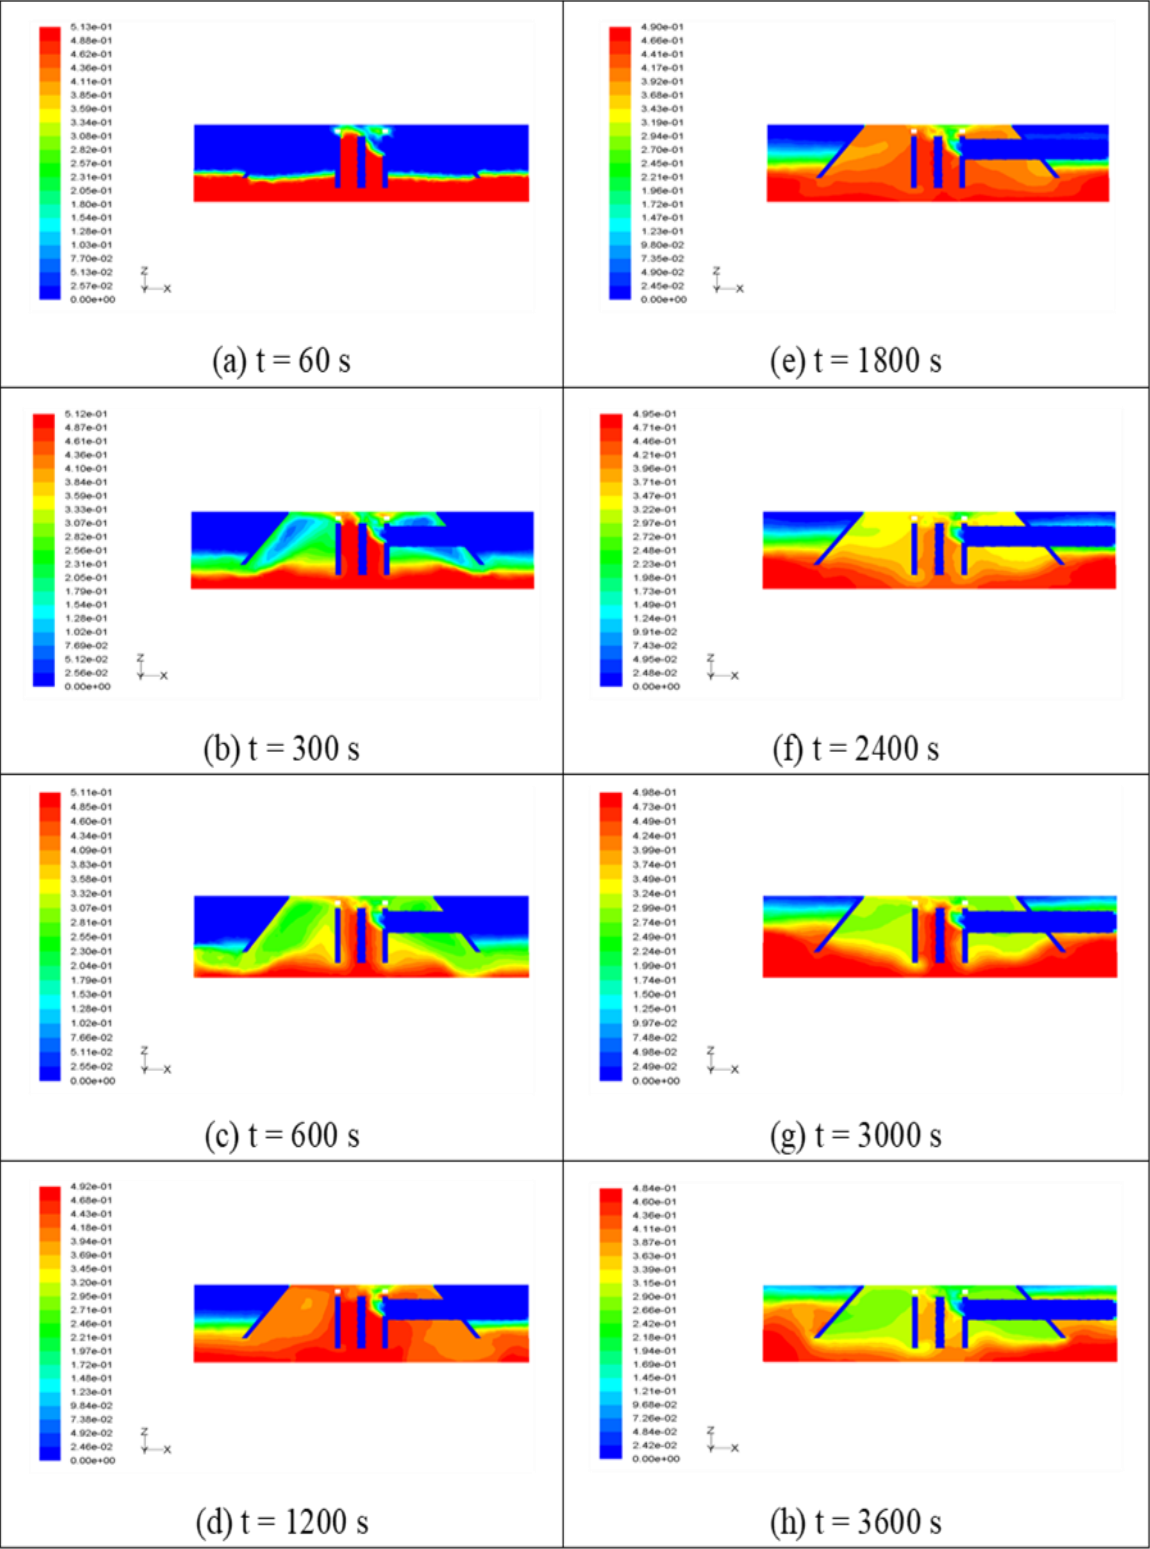 5.13e-01
4.88e-01
4.62e-01
4.36e-01
4.11e-01
3.85e-01
3.59e-01
3.34e-01
3.08e-01
2.82e-01
2.57e-01
2.31e-01
2.05e-01
1.80e-01
1.54e-01
1.28e-01
1.03e-01
7.70e-02
5.13e-02
2.57e-02
0.00e+00
Z
Y X
(a) t = 60 s
4.90e-01
4.66e-01
4.41e-01
4.17e-01
3.92e-01
3.68e-01
3.43e-01
3.19e-01
2.94e-01
2.70e-01
2.45e-01
2.21e-01
1.96e-01
1.72e-01
1.47e-01
1.23e-01
9.80e-02
7.35e-02
4.90e-02
2.45e-02
0.00e+00
Z
Y X
(e) t = 1800 s
5.12e-01
4.87e-01
4.61e-01
4.36e-01
4.10e-01
3.84e-01
3.59e-01
3.33e-01
3.07e-01
2.82e-01
2.56e-01
2.31e-01
2.05e-01
1.79e-01
1.54e-01
1.28e-01
1.02e-01
7.69e-02
5.12e-02
2.56e-02
0.00e+00
Z
Y X
(b) t = 300 s
4.95e-01
4.71e-01
4.46e-01
4.21e-01
3.96e-01
3.71e-01
3.47e-01
3.22e-01
2.97e-01
2.72e-01
2.48e-01
2.23e-01
1.98e-01
1.73e-01
1.49e-01
1.24e-01
9.91e-02
7.43e-02
4.95e-02
2.48e-02
0.00e+00
Z
Y X
(f) t = 2400 s
5.11e-01
4.85e-01
4.60e-01
4.34e-01
4.09e-01
3.83e-01
3.58e-01
3.32e-01
3.07e-01
2.81e-01
2.55e-01
2.30e-01
2.04e-01
1.79e-01
1.53e-01
1.28e-01
1.02e-01
7.66e-02
5.11e-02
2.55e-02
0.00e+00
Z
Y X
(c) t = 600 s
4.98e-01
4.73e-01
4.49e-01
4.24e-01
3.99e-01
3.74e-01
3.49e-01
3.24e-01
2.99e-01
2.74e-01
2.49e-01
2.24e-01
1.99e-01
1.74e-01
1.50e-01
1.25e-01
9.97e-02
7.48e-02
4.98e-02
2.49e-02
0.00e+00
Z
Y X
(g) t = 3000 s
4.92e-01
4.68e-01
4.43e-01
4.18e-01
3.94e-01
3.69e-01
3.45e-01
3.20e-01
2.95e-01
2.71e-01
2.46e-01
2.21e-01
1.97e-01
1.72e-01
1.48e-01
1.23e-01
9.84e-02
7.38e-02
4.92e-02
2.46e-02
0.00e+00
Z
Y X
(d) t = 1200 s
4.84e-01
4.60e-01
4.36e-01
4.11e-01
3.87e-01
3.63e-01
3.39e-01
3.15e-01
2.90e-01
2.66e-01
2.42e-01
2.18e-01
1.94e-01
1.69e-01
1.45e-01
1.21e-01
9.68e-02
7.26e-02
4.84e-02
2.42e-02
0.00e+00
Z
Y X
(h) t = 3600 s